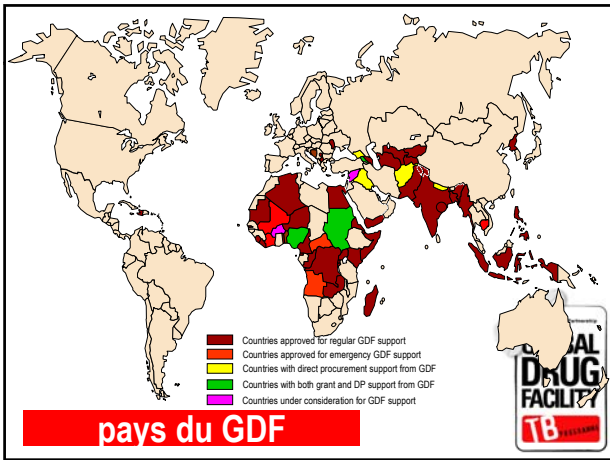 Countries approved for regular GDF support
Countries approved for emergency GDF support
Countries with direct procurement support from GDF
Countries with both grant and DP support from GDF
Countries under consideration for GDF support
pays du GDF
Partnership
DRUG
FACILITY
TB